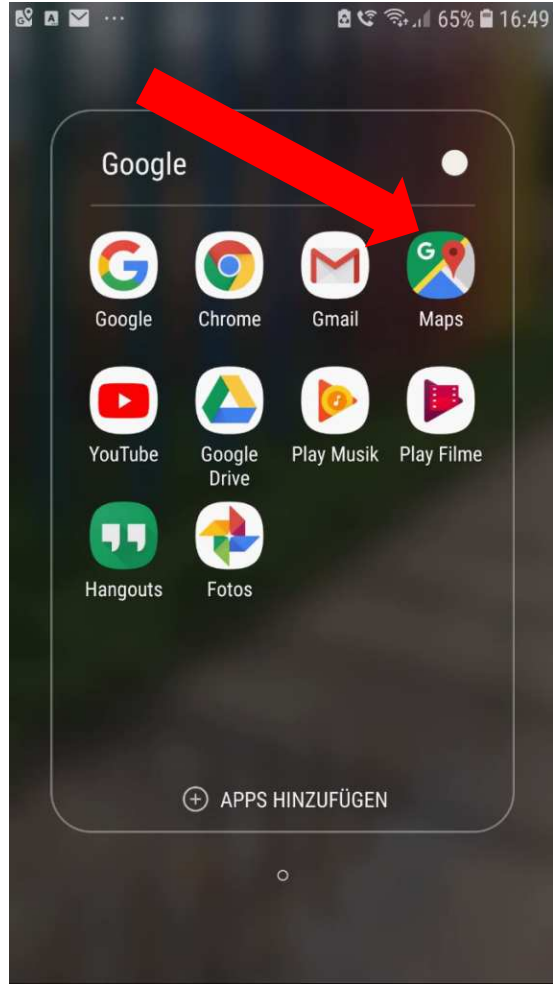 65% 16:49
Google
Google Chrome Gmail Maps
YouTube Google Play Musik Play Filme
Drive
Hangouts Fotos
APPS HINZUFÜGEN